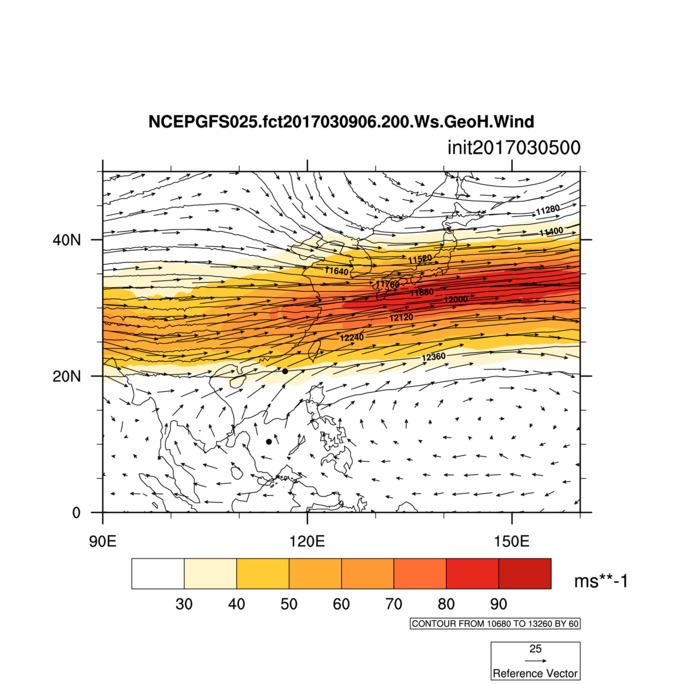 NCEPGFS025.fct2017030906.200.Ws.GeoH.Wind
init2017030500
11280
11400
40N
11520
11640
11760
11880
12000
12120
12240
12360
20N
0
90E 120E 150E
ms**-1
30 40 50 60 70 80 90
CONTOUR FROM 10680 TO 13260 BY 60
25
Reference Vector